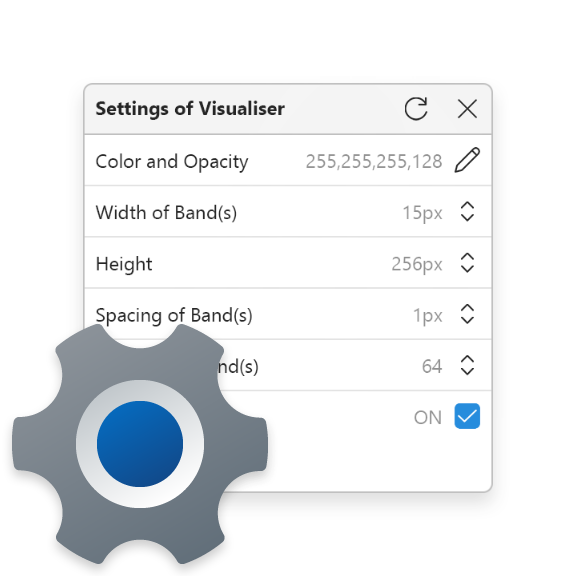 Settings of Visualiser
Color and Opacity 255,255,255,128
Width of Band(s) 15px
Height 256px
Spacing of Band(s) 1px
nd(s) 64
ON